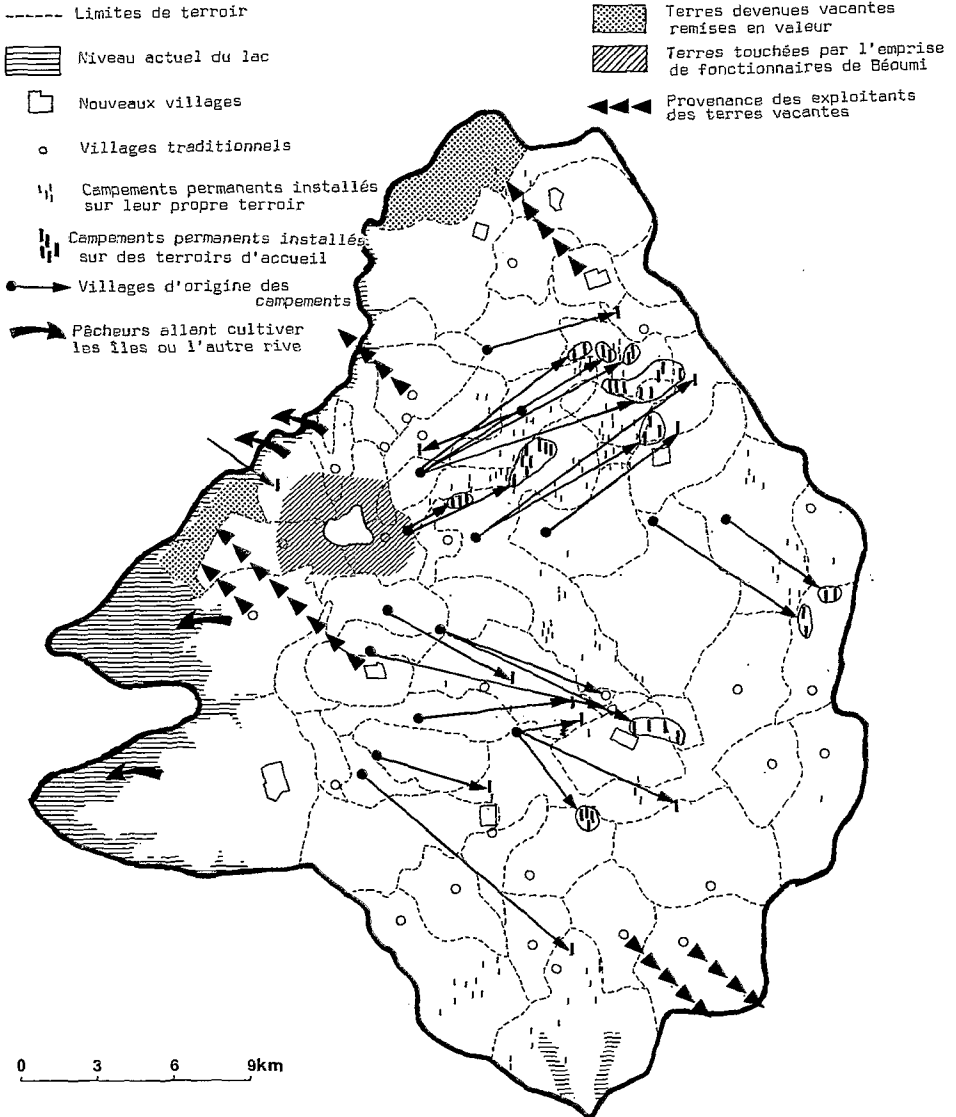 Limites de terroir
Niveau actuel du lac
Nouveaux villages
Villages traditionnels
Campements permanents installés
sur leur propre terroir
Campements permanents installés
sur des terroirs d'accueil
Villages d'origine des
campements
Pêcheurs allant cultiver
les îles ou l'autre rive
Terres devenues vacantes
remises en valeur
Terres touchées par l'emprise
de fonctionnaires de Béoumi
Provenance des exploitants
des terres vacantes
0 3 6 9km